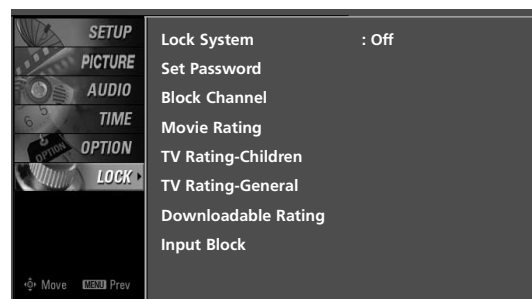 SETUP
PICTURE
AUDIO
TIME
OPTION
LOCK
Move MENU Prev
Lock System : Off
Set Password
Block Channel
Movie Rating
TV Rating-Children
TV Rating-General
Downloadable Rating
Input Block